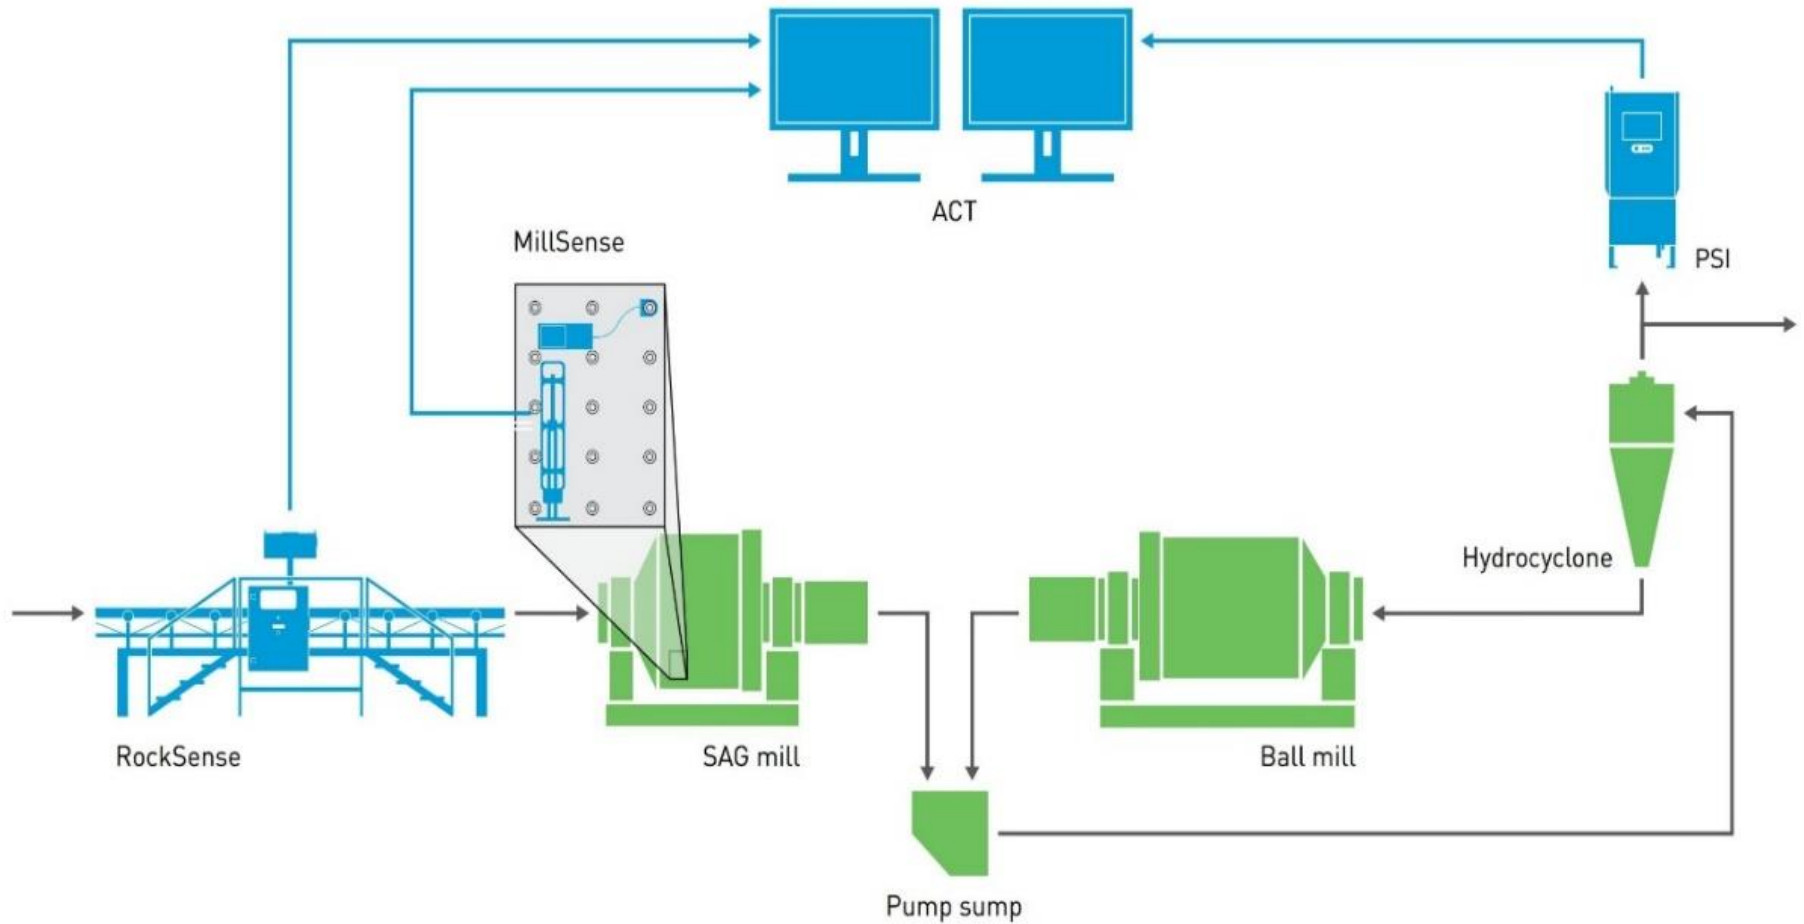 ACT
MillSense
PSI
Hydrocyclone
RockSense
SAG mill
Ball mill
Pump sump